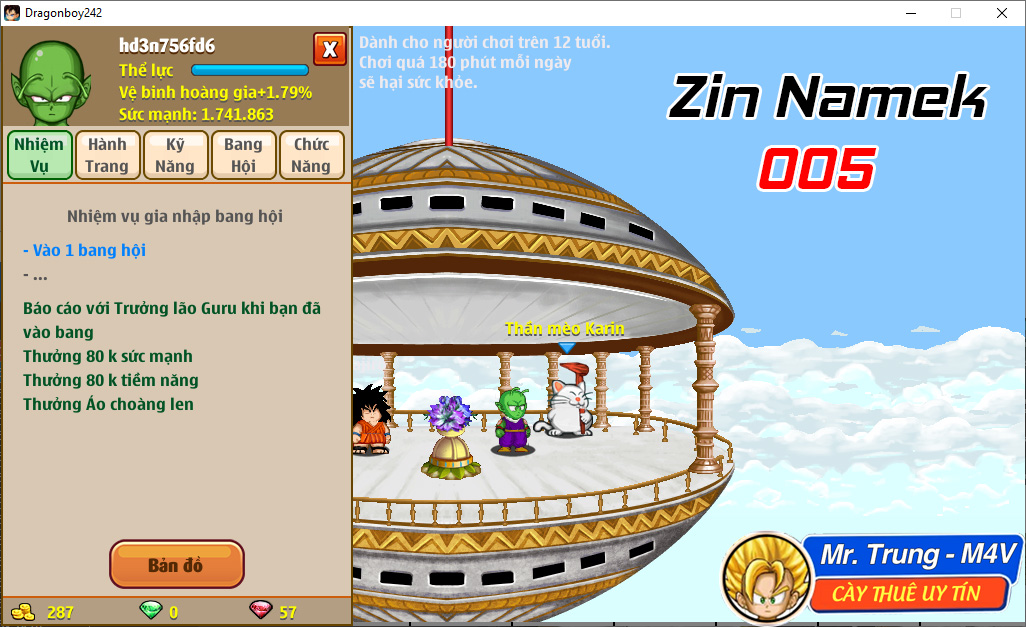 Dragonboy242
hd3n756fd6
Thể lực
Vệ binh hoàng gia+1.79%
Sức mạnh: 1.741.863
X
Nhiệm Vụ
Hành Trang
Kỹ Năng
Bang Hội
Chức Năng
Nhiệm vụ gia nhập bang hội
- Vào 1 bang hội
- ...
Báo cáo với Trưởng lão Guru khi bạn đã
vào bang
Thưởng 80 k sức mạnh
Thưởng 80 k tiềm năng
Thưởng Áo choàng len
Bản đồ
287
0
57
Dành cho người chơi trên 12 tuổi.
Chơi quá 180 phút mỗi ngày
sẽ hại sức khỏe.
Zin Namek
005
Thần mèo Karin
Mr. Trung - M4V
CÀY THUÊ UY TÍN